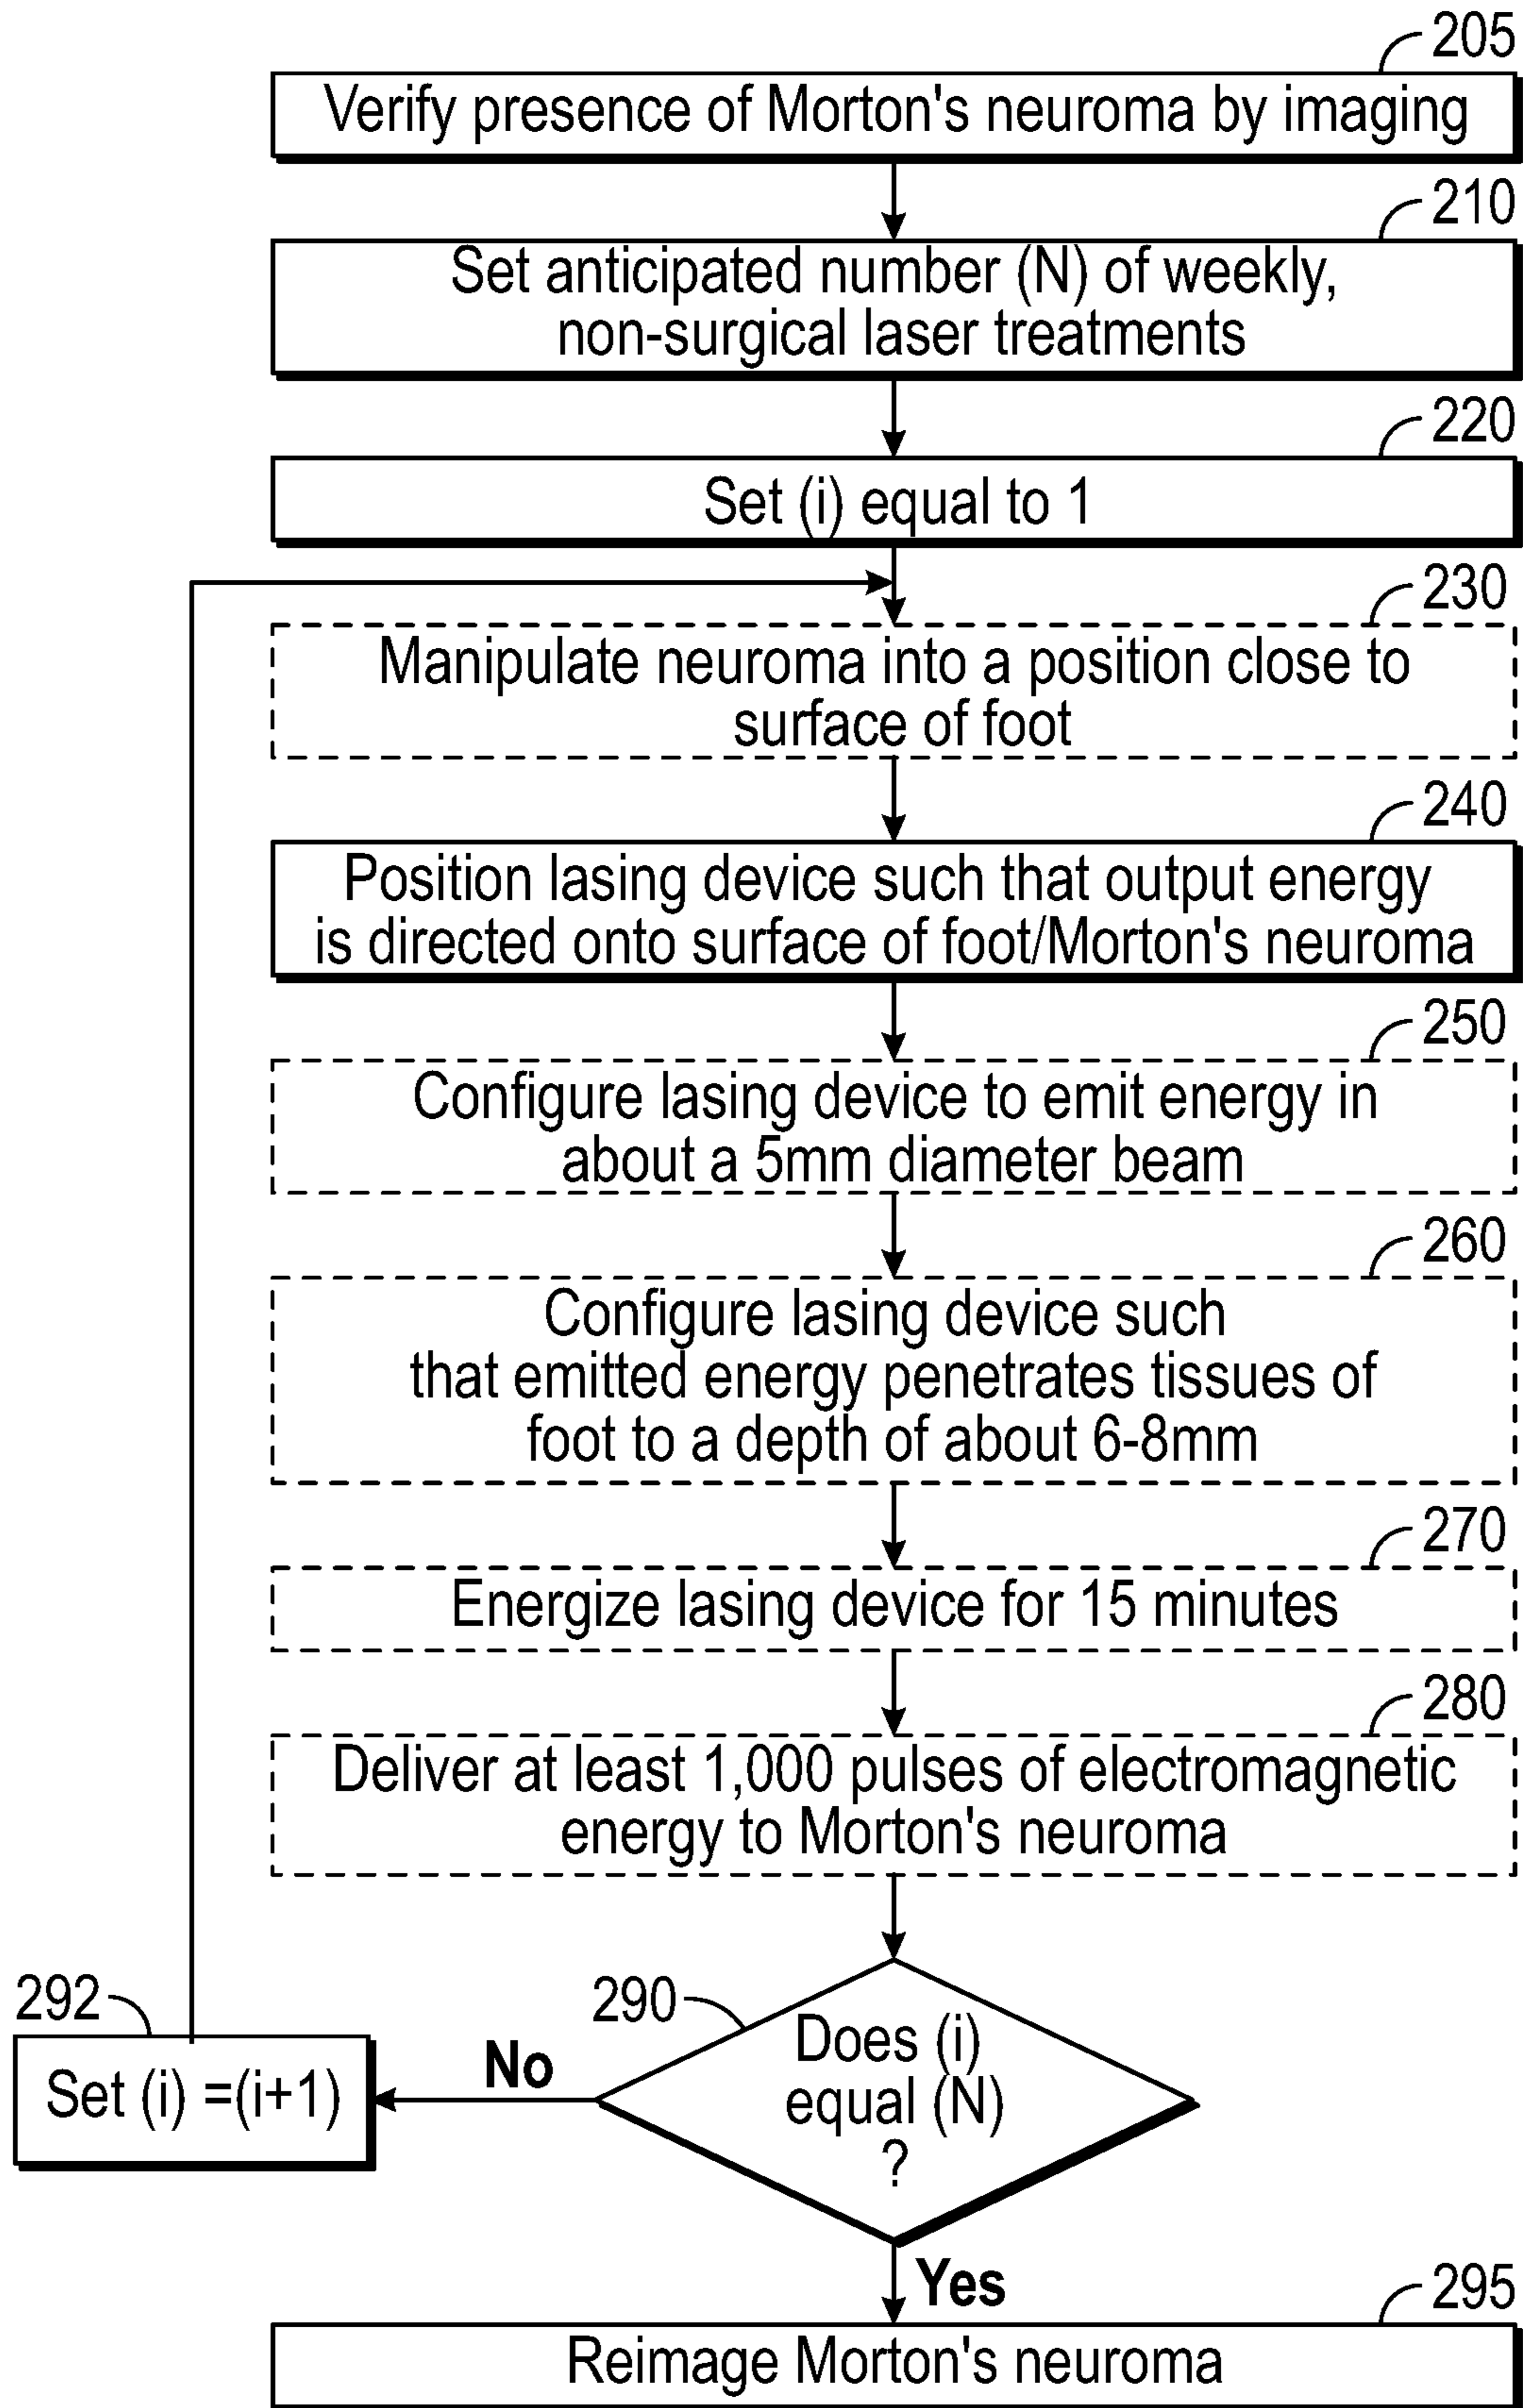 205
Verify presence of Morton's neuroma by imaging
210
Set anticipated number (N) of weekly,
non-surgical laser treatments
220
Set (i) equal to 1
230
Manipulate neuroma into a position close to
surface of foot
240
Position lasing device such that output energy
is directed onto surface of foot/Morton's neuroma
250
Configure lasing device to emit energy in
about a 5mm diameter beam
260
Configure lasing device such
that emitted energy penetrates tissues of
foot to a depth of about 6-8mm
270
Energize lasing device for 15 minutes
280
Deliver at least 1,000 pulses of electromagnetic
energy to Morton's neuroma
290
Does (i)
equal (N)
?
No
292
Set (i) =(i+1)
Yes
295
Reimage Morton's neuroma